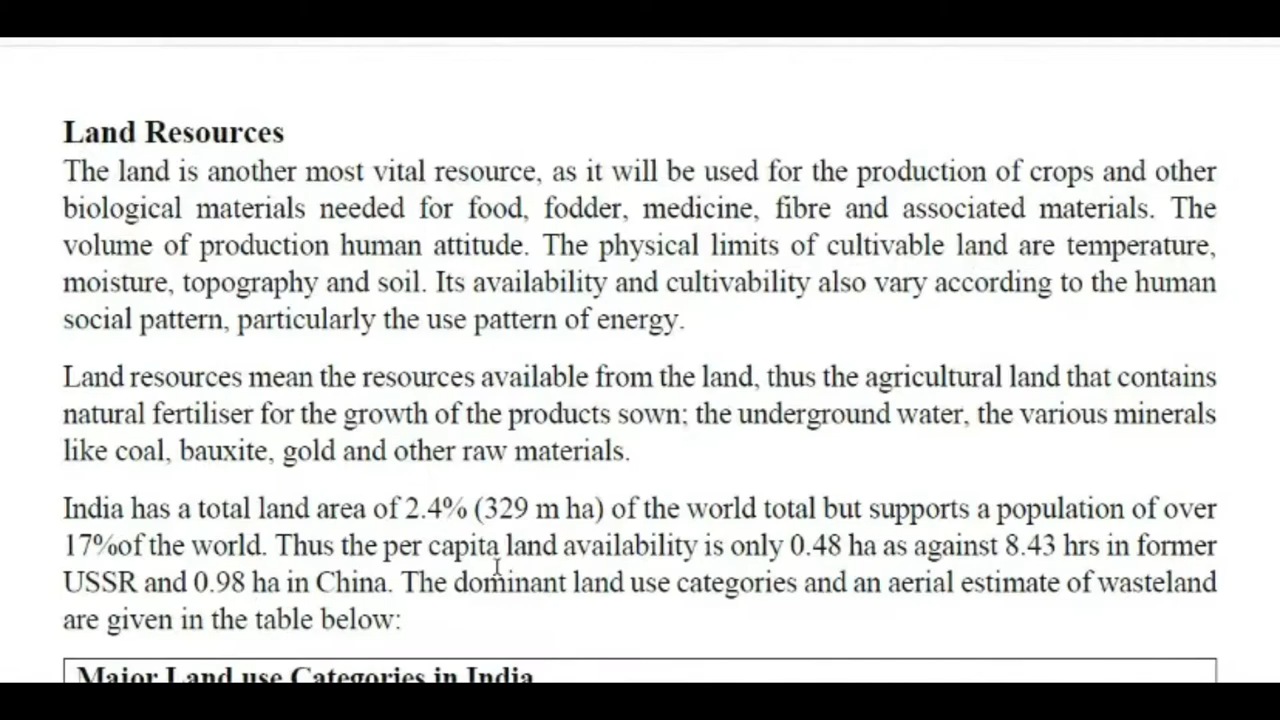 Land Resources
The land is another most vital resource, as it will be used for the production of crops and other
biological materials needed for food, fodder, medicine, fibre and associated materials. The
volume of production human attitude. The physical limits of cultivable land are temperature,
moisture, topography and soil. Its availability and cultivability also vary according to the human
social pattern, particularly the use pattern of energy.
Land resources mean the resources available from the land, thus the agricultural land that contains
natural fertiliser for the growth of the products sown; the underground water, the various minerals
like coal, bauxite, gold and other raw materials.
India has a total land area of 2.4% (329 m ha) of the world total but supports a population of over
17%of the world. Thus the per capita land availability is only 0.48 ha as against 8.43 hrs in former
USSR and 0.98 ha in China. The dominant land use categories and an aerial estimate of wasteland
are given in the table below:
Major Land use Categories in India